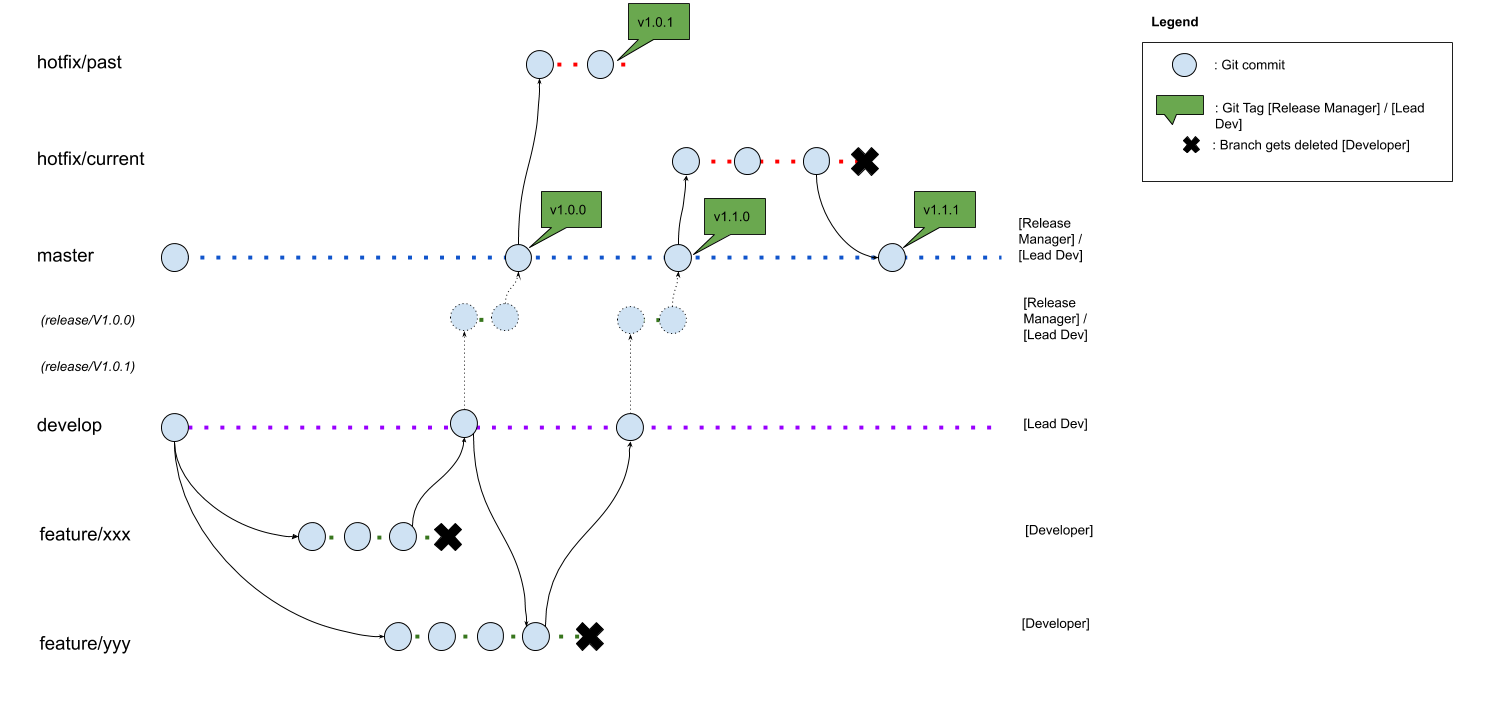 v1.0.1
Legend
hotfix/past
: Git commit
: Git Tag [Release Manager] / [Lead
Dev]
: Branch gets deleted [Developer]
hotfix/current
v1.0.0
v1.1.0
v1.1.1
master
[Release
Manager] /
[Lead Dev]
(release/V1.0.0)
[Release
Manager] /
[Lead Dev]
(release/V1.0.1)
develop
[Lead Dev]
feature/xxx
[Developer]
feature/yyy
[Developer]